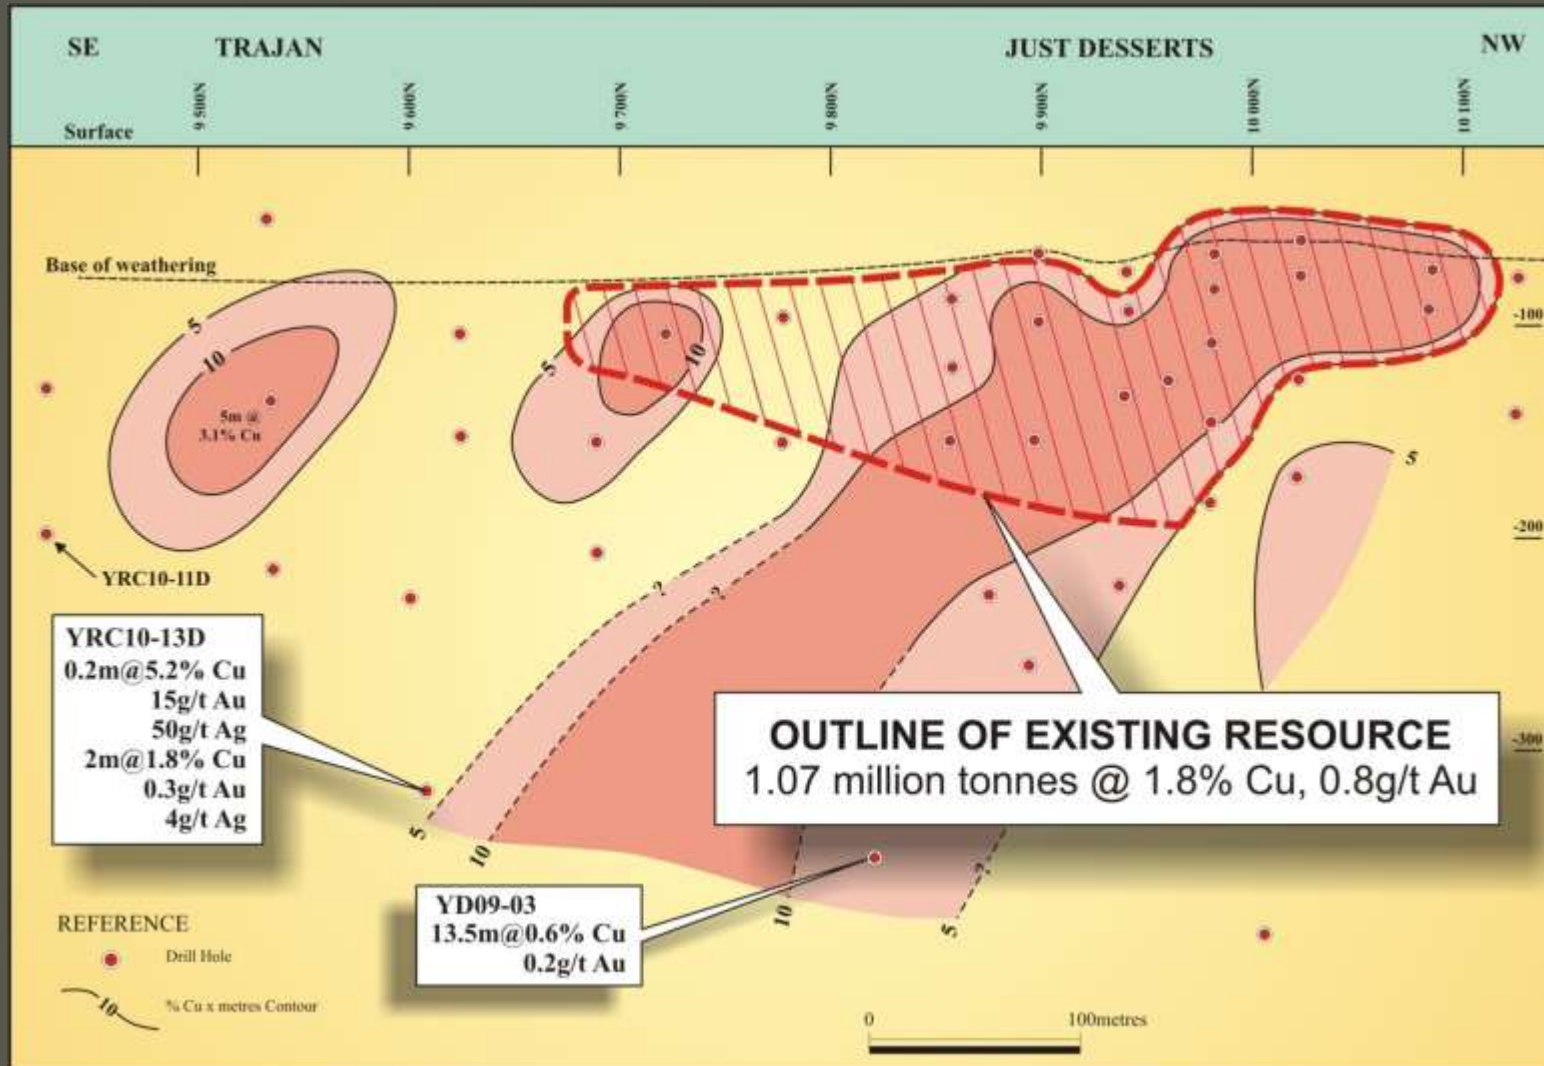 SE
TRAJAN
JUST DESSERTS
NW
9 500N
9 600N
9 700N
9 800N
9 900N
10 000N
10 100N
Surface
Base of weathering
5
10
5m @
3.1% Cu
5
10
-100
5
-200
YRC10-11D
?
?
YRC10-13D
0.2m@5.2% Cu
15g/t Au
50g/t Ag
2m@1.8% Cu
0.3g/t Au
4g/t Ag
OUTLINE OF EXISTING RESOURCE
1.07 million tonnes @ 1.8% Cu, 0.8g/t Au
-300
5
10
?
10
5
YD09-03
13.5m@0.6% Cu
0.2g/t Au
REFERENCE
Drill Hole
10
% Cu x metres Contour
0
100metres